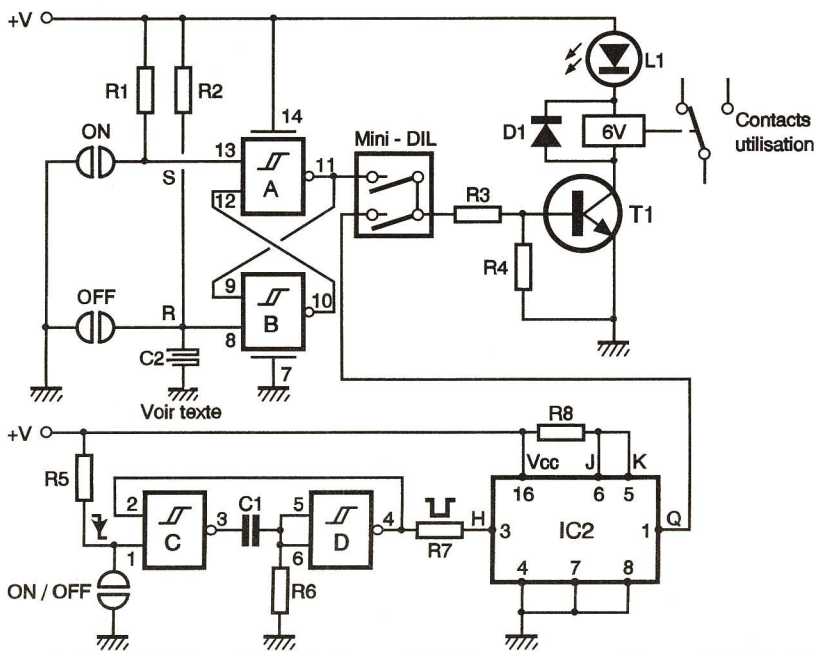 +V
R1
R2
L1
ON
14
Mini - DIL
D1
6V
Contacts
utilisation
13
11
S
A
12
R3
T1
OFF
R
9
10
R4
B
8
C2
7
Voir texte
+V
R8
R5
Vcc
J
K
16
6
5
2
3
C1
5
4
H
3
IC2
1
Q
C
D
1
6
R7
ON / OFF
R6
4
7
8